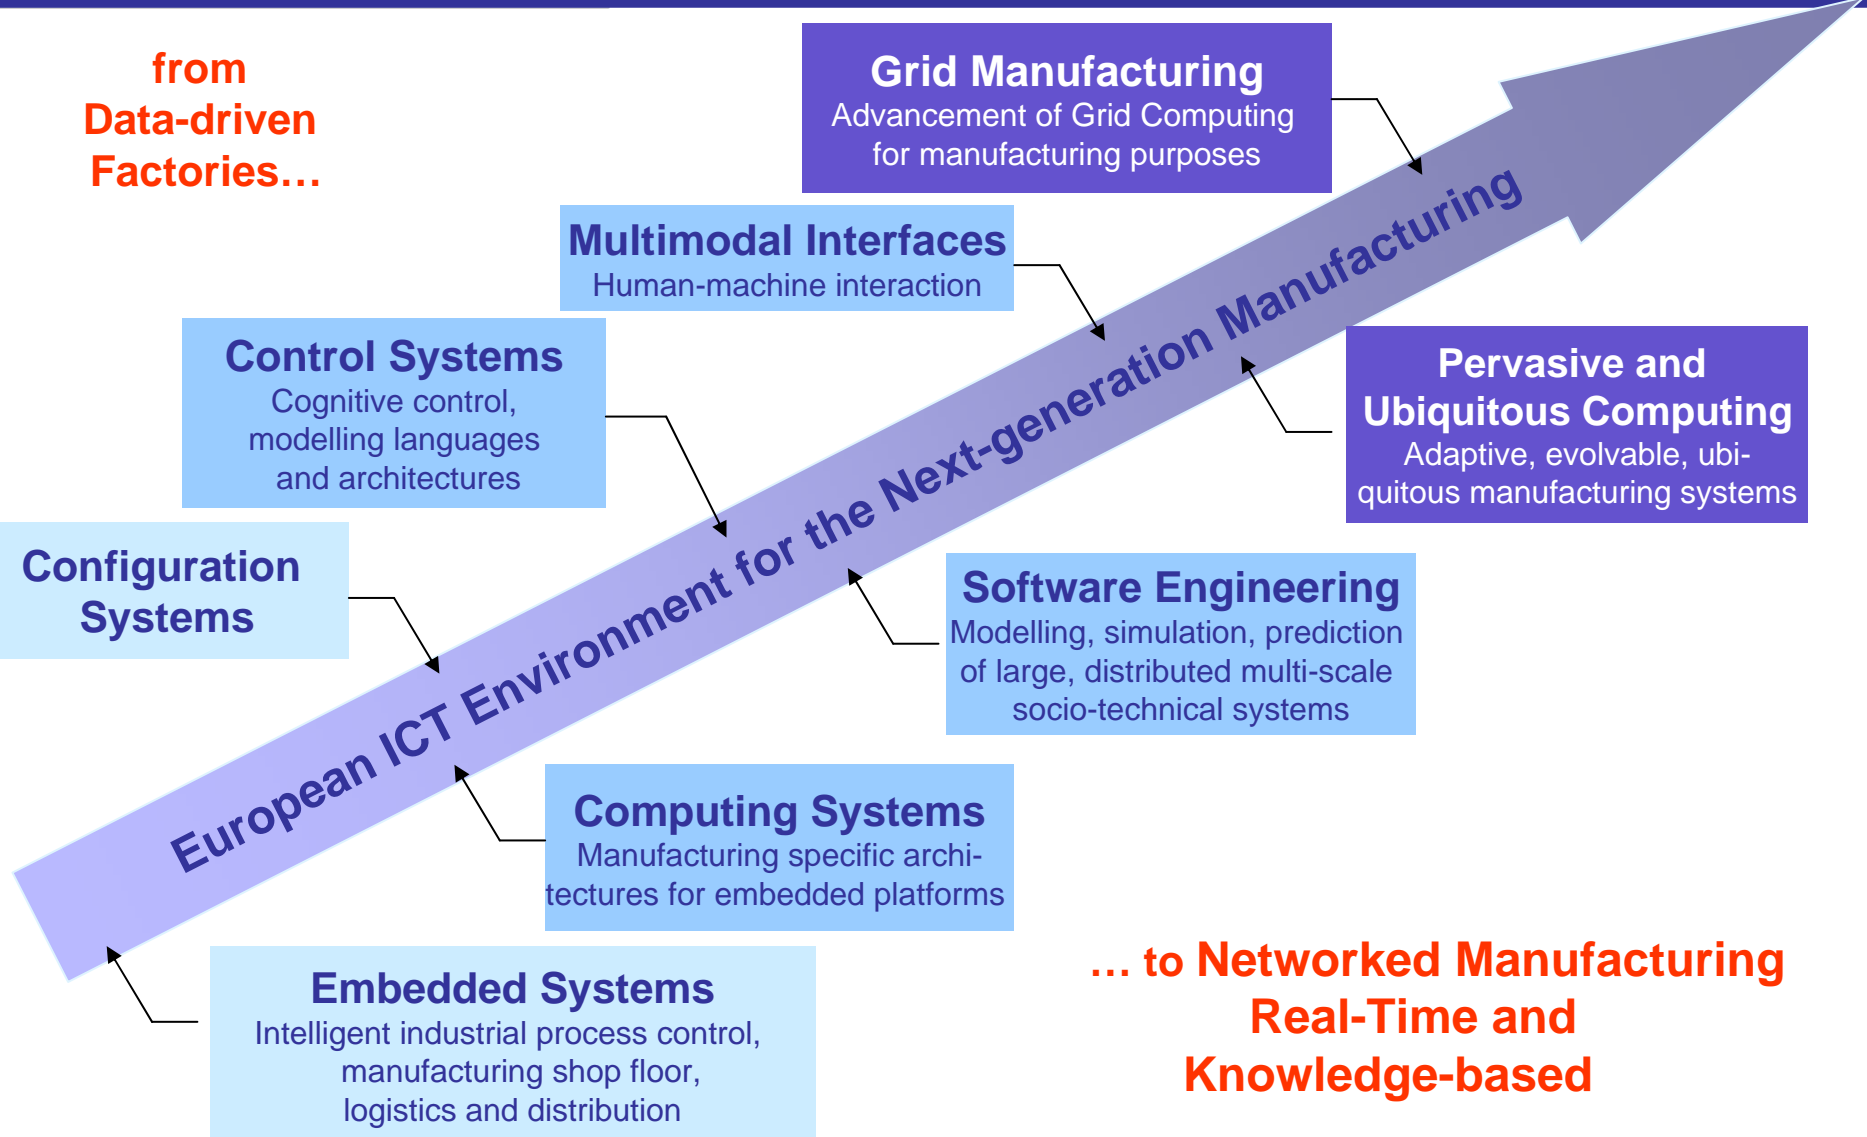 from
Data-driven
Factories…
Grid Manufacturing
Advancement of Grid Computing
for manufacturing purposes
Multimodal Interfaces
Human-machine interaction
Control Systems
Cognitive control,
modelling languages
and architectures
Pervasive and
Ubiquitous Computing
Adaptive, evolvable, ubi-
quitous manufacturing systems
Configuration
Systems
European ICT Environment for the Next-generation Manufacturing
Software Engineering
Modelling, simulation, prediction
of large, distributed multi-scale
socio-technical systems
Computing Systems
Manufacturing specific archi-
tectures for embedded platforms
Embedded Systems
Intelligent industrial process control,
manufacturing shop floor,
logistics and distribution
… to Networked Manufacturing
Real-Time and
Knowledge-based